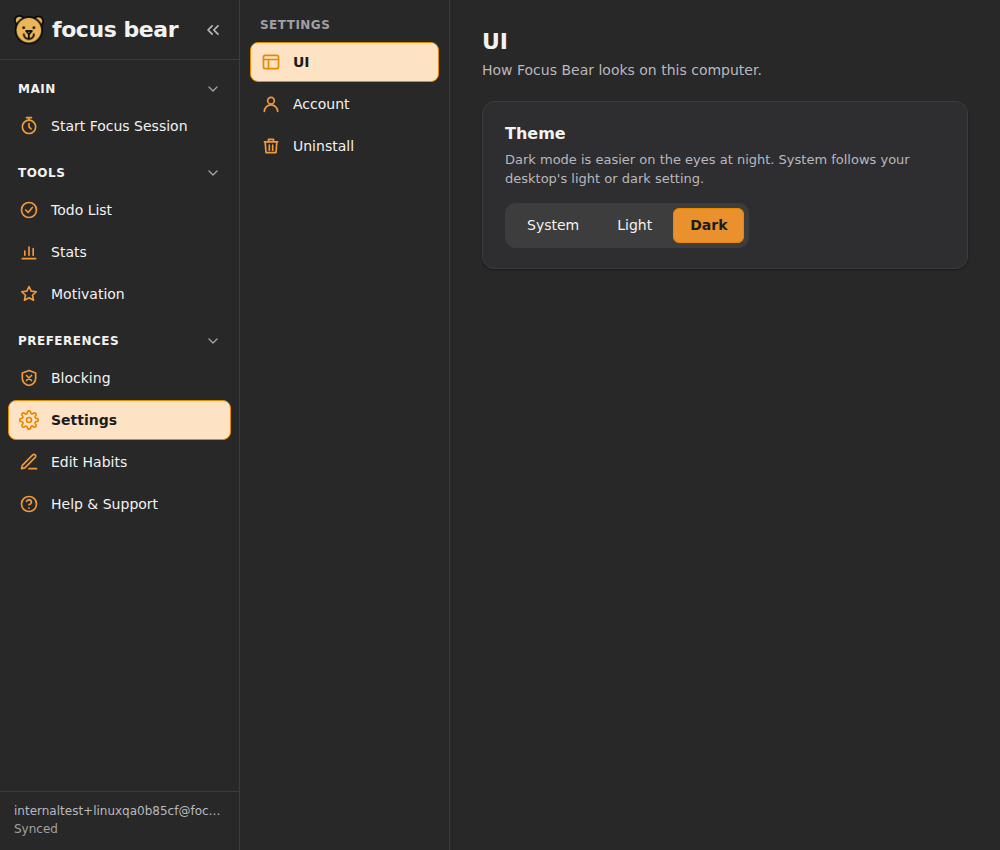 focus bear
MAIN
Start Focus Session
TOOLS
Todo List
Stats
Motivation
PREFERENCES
Blocking
Settings
Edit Habits
Help & Support
internaltest+linuxqa0b85cf@foc...
Synced
SETTINGS
UI
Account
Uninstall
UI
How Focus Bear looks on this computer.
Theme
Dark mode is easier on the eyes at night. System follows your
desktop's light or dark setting.
System Light Dark